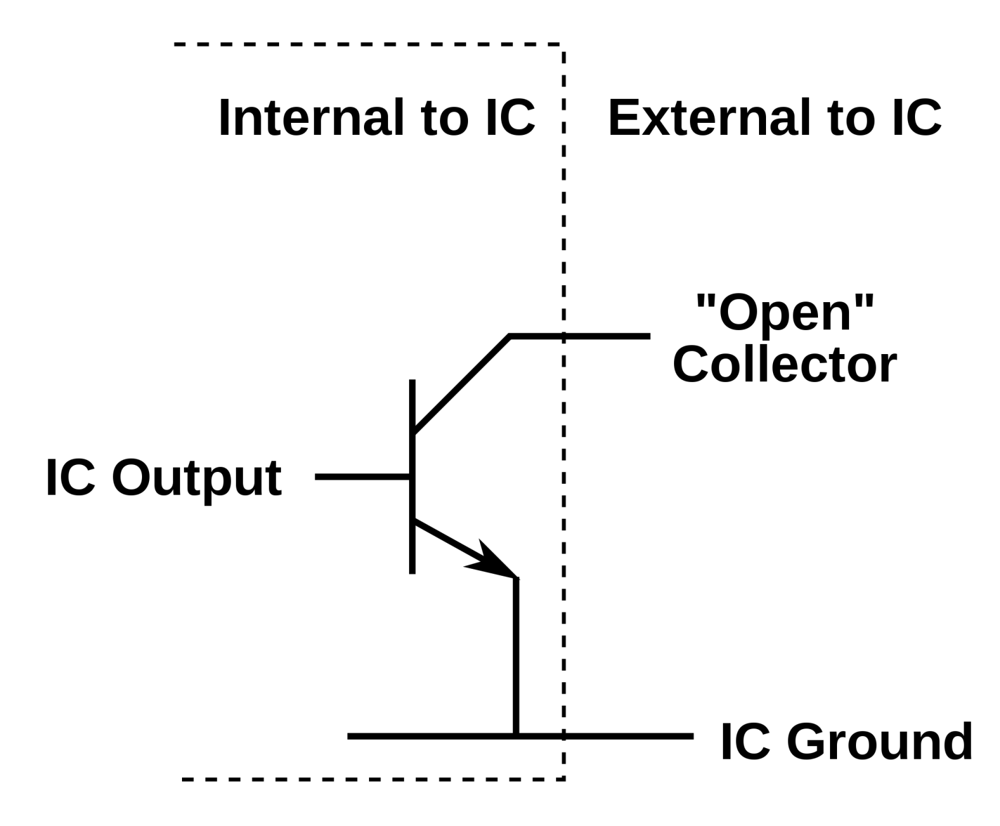 Internal to IC
External to IC
"Open"
Collector
IC Output
IC Ground